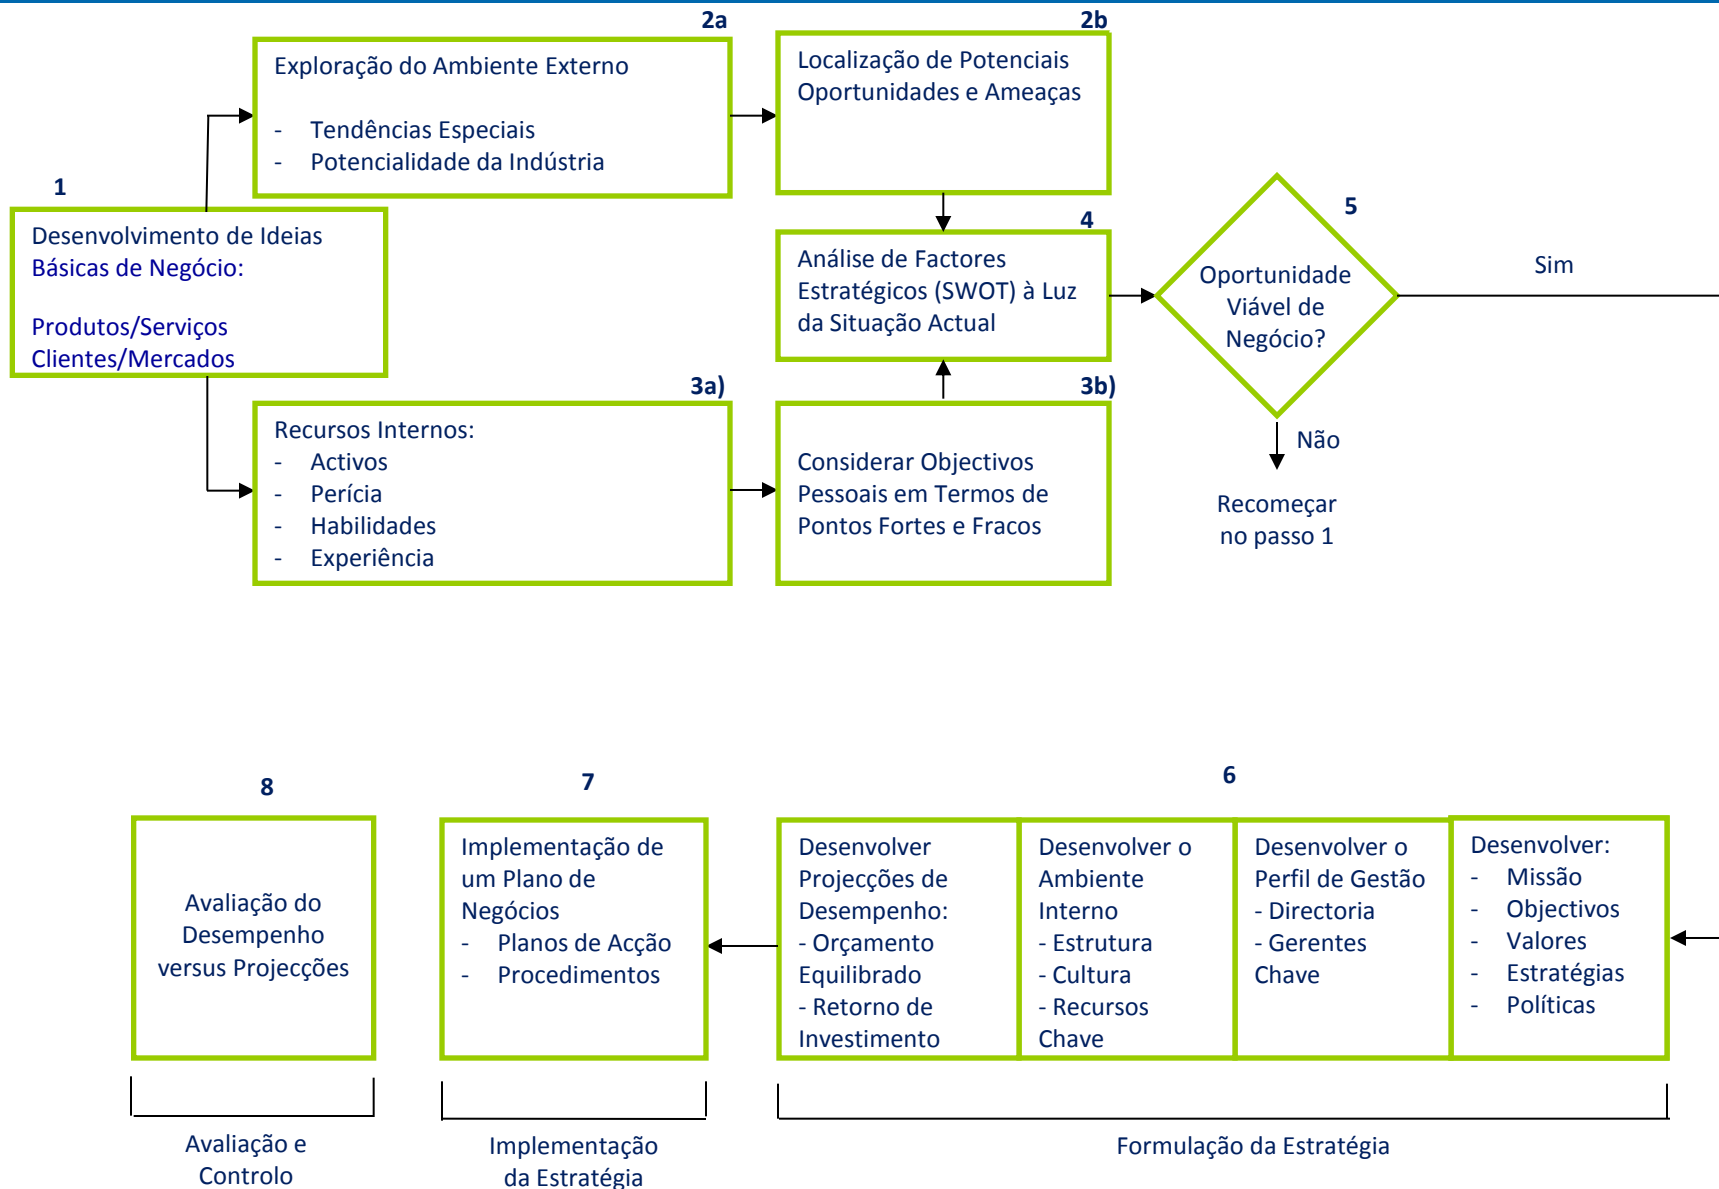 1
Desenvolvimento de Ideias
Básicas de Negócio:
Produtos/Serviços
Clientes/Mercados
2a
Exploração do Ambiente Externo
- Tendências Especiais
- Potencialidade da Indústria
2b
Localização de Potenciais
Oportunidades e Ameaças
3a)
Recursos Internos:
- Activos
- Perícia
- Habilidades
- Experiência
3b)
Considerar Objectivos
Pessoais em Termos de
Pontos Fortes e Fracos
4
Análise de Factores
Estratégicos (SWOT) à Luz
da Situação Actual
5
Oportunidade
Viável de
Negócio?
Sim
Não
Recomeçar
no passo 1
6
Desenvolver:
- Missão
- Objectivos
- Valores
- Estratégias
- Políticas
Desenvolver o
Perfil de Gestão
- Directoria
- Gerentes
Chave
Desenvolver o
Ambiente
Interno
- Estrutura
- Cultura
- Recursos
Chave
Desenvolver
Projecções de
Desempenho:
- Orçamento
Equilibrado
- Retorno de
Investimento
Formulação da Estratégia
7
Implementação de
um Plano de
Negócios
- Planos de Acção
- Procedimentos
Implementação
da Estratégia
8
Avaliação do
Desempenho
versus Projecções
Avaliação e
Controlo